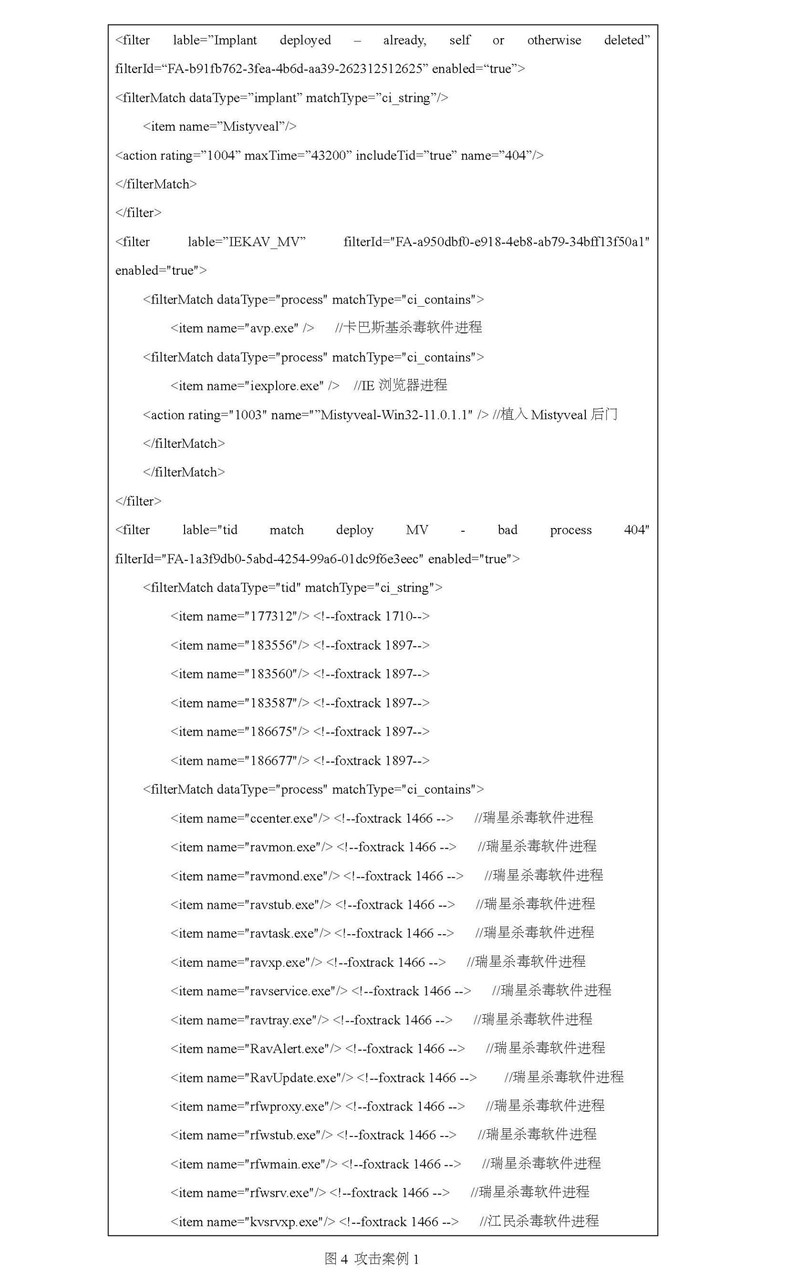 <filter lable=”Implant deployed – already, self or otherwise deleted”
filterId=“FA-b91fb762-3fea-4b6d-aa39-262312512625” enabled=“true”>
<filterMatch dataType=”implant” matchType=”ci_string”/>
<item name=”Mistyveal”/>
<action rating=”1004” maxTime=”43200” includeTid=”true” name=”404”/>
</filterMatch>
</filter>
<filter lable=”IEKAV_MV” filterId="FA-a950dbf0-e918-4eb8-ab79-34bff13f50a1"
enabled="true">
<filterMatch dataType="process" matchType="ci_contains">
<item name="avp.exe" /> //卡巴斯基杀毒软件进程
<filterMatch dataType="process" matchType="ci_contains">
<item name="iexplore.exe" /> //IE 浏览器进程
<action rating="1003" name="”Mistyveal-Win32-11.0.1.1" /> //植入 Mistyveal 后门
</filterMatch>
</filterMatch>
</filter>
<filter lable="tid match deploy MV - bad process 404"
filterId="FA-1a3f9db0-5abd-4254-99a6-01dc9f6e3eec" enabled="true">
<filterMatch dataType="tid" matchType="ci_string">
<item name="177312"/> <!--foxtrack 1710-->
<item name="183556"/> <!--foxtrack 1897-->
<item name="183560"/> <!--foxtrack 1897-->
<item name="183587"/> <!--foxtrack 1897-->
<item name="186675"/> <!--foxtrack 1897-->
<item name="186677"/> <!--foxtrack 1897-->
<filterMatch dataType="process" matchType="ci_contains">
<item name="ccenter.exe"/> <!--foxtrack 1466 --> //瑞星杀毒软件进程
<item name="ravmon.exe"/> <!--foxtrack 1466 --> //瑞星杀毒软件进程
<item name="ravmond.exe"/> <!--foxtrack 1466 --> //瑞星杀毒软件进程
<item name="ravstub.exe"/> <!--foxtrack 1466 --> //瑞星杀毒软件进程
<item name="ravtask.exe"/> <!--foxtrack 1466 --> //瑞星杀毒软件进程
<item name="ravxp.exe"/> <!--foxtrack 1466 --> //瑞星杀毒软件进程
<item name="ravservice.exe"/> <!--foxtrack 1466 --> //瑞星杀毒软件进程
<item name="ravtray.exe"/> <!--foxtrack 1466 --> //瑞星杀毒软件进程
<item name="RavAlert.exe"/> <!--foxtrack 1466 --> //瑞星杀毒软件进程
<item name="RavUpdate.exe"/> <!--foxtrack 1466 --> //瑞星杀毒软件进程
<item name="rfwproxy.exe"/> <!--foxtrack 1466 --> //瑞星杀毒软件进程
<item name="rfwstub.exe"/> <!--foxtrack 1466 --> //瑞星杀毒软件进程
<item name="rfwmain.exe"/> <!--foxtrack 1466 --> //瑞星杀毒软件进程
<item name="rfwsrv.exe"/> <!--foxtrack 1466 --> //瑞星杀毒软件进程
<item name="kvsrvxp.exe"/> <!--foxtrack 1466 --> //江民杀毒软件进程
图 4 攻击案例 1